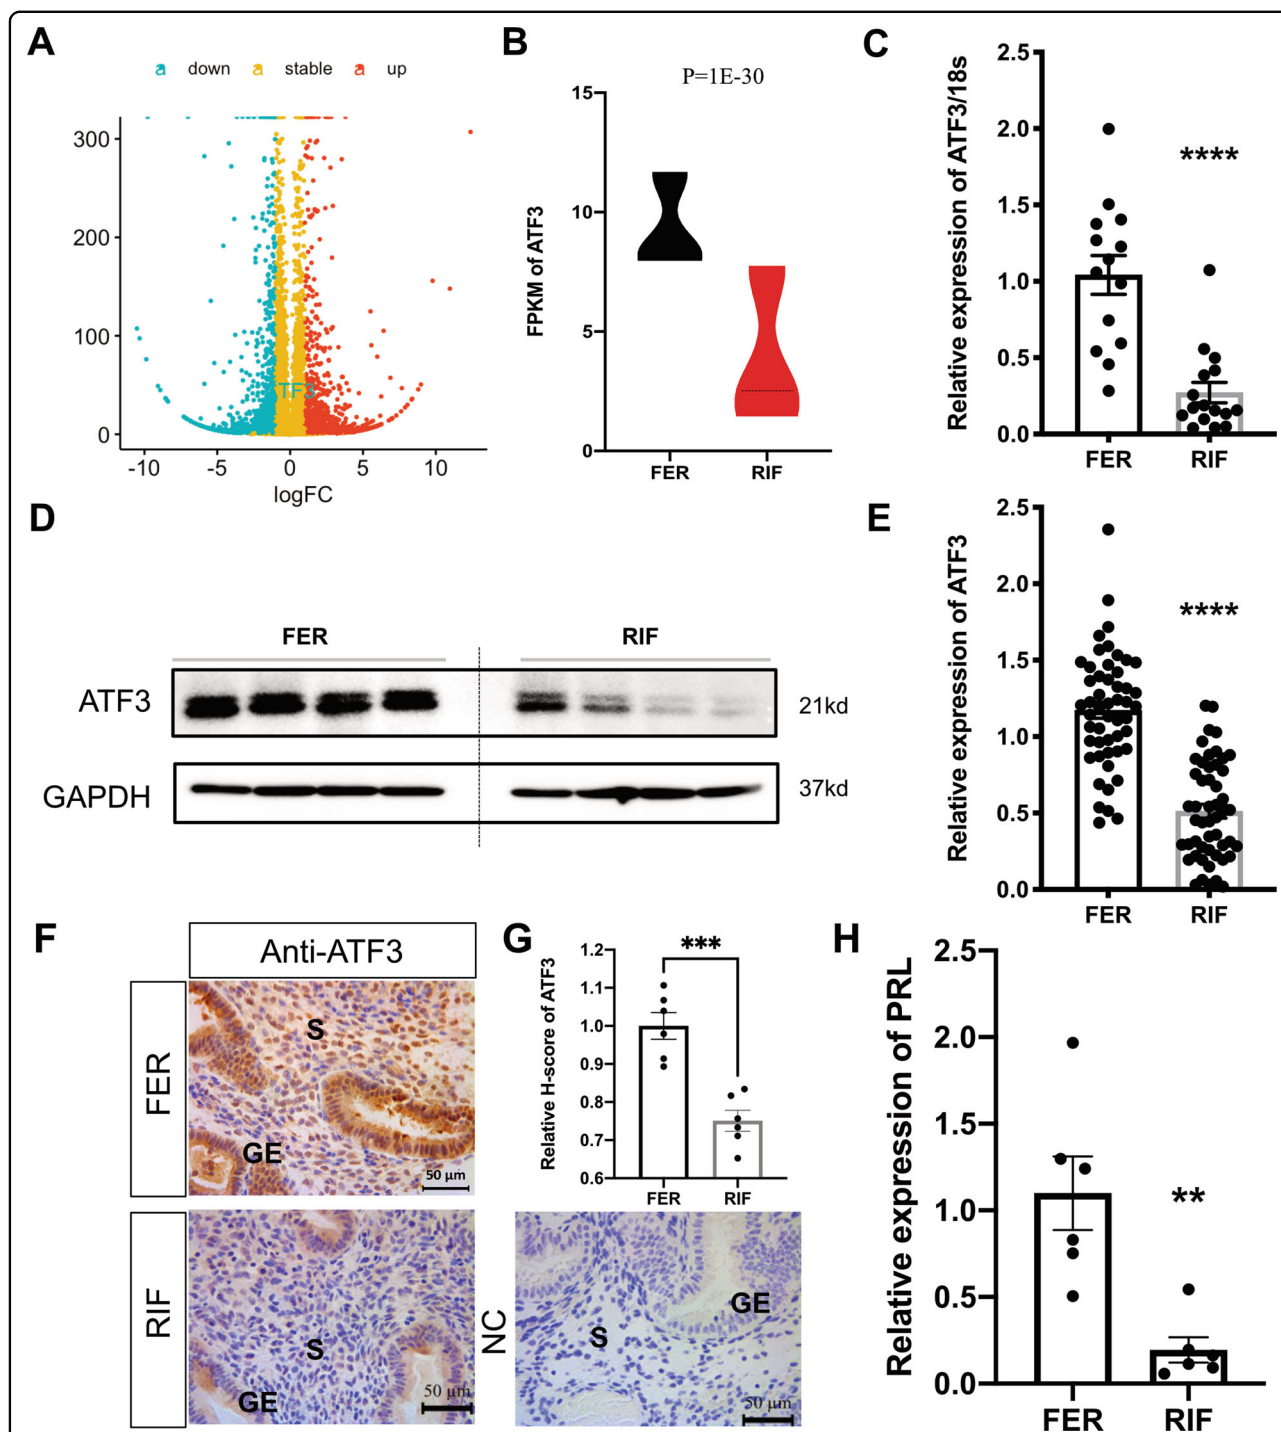 A
a down a stable a up
300
200
100
0
-10 -5 0 5 10
logFC
TF3
B
P=1E-30
FPKM of ATF3
15
10
5
0
FER RIF
C
Relative expression of ATF3/18s
2.5
2.0
1.5
1.0
0.5
0.0
****
FER RIF
D
FER RIF
ATF3 21kd
GAPDH 37kd
E
Relative expression of ATF3
2.5
2.0
1.5
1.0
0.5
0.0
****
FER RIF
F
Anti-ATF3
FER
S
GE
50 µm
RIF
S
GE
50 µm
G
Relative H-score of ATF3
1.2
1.1
1.0
0.9
0.8
0.7
0.6
***
FER RIF
NC
S
GE
50 µm
H
Relative expression of PRL
2.5
2.0
1.5
1.0
0.5
0.0
**
FER RIF